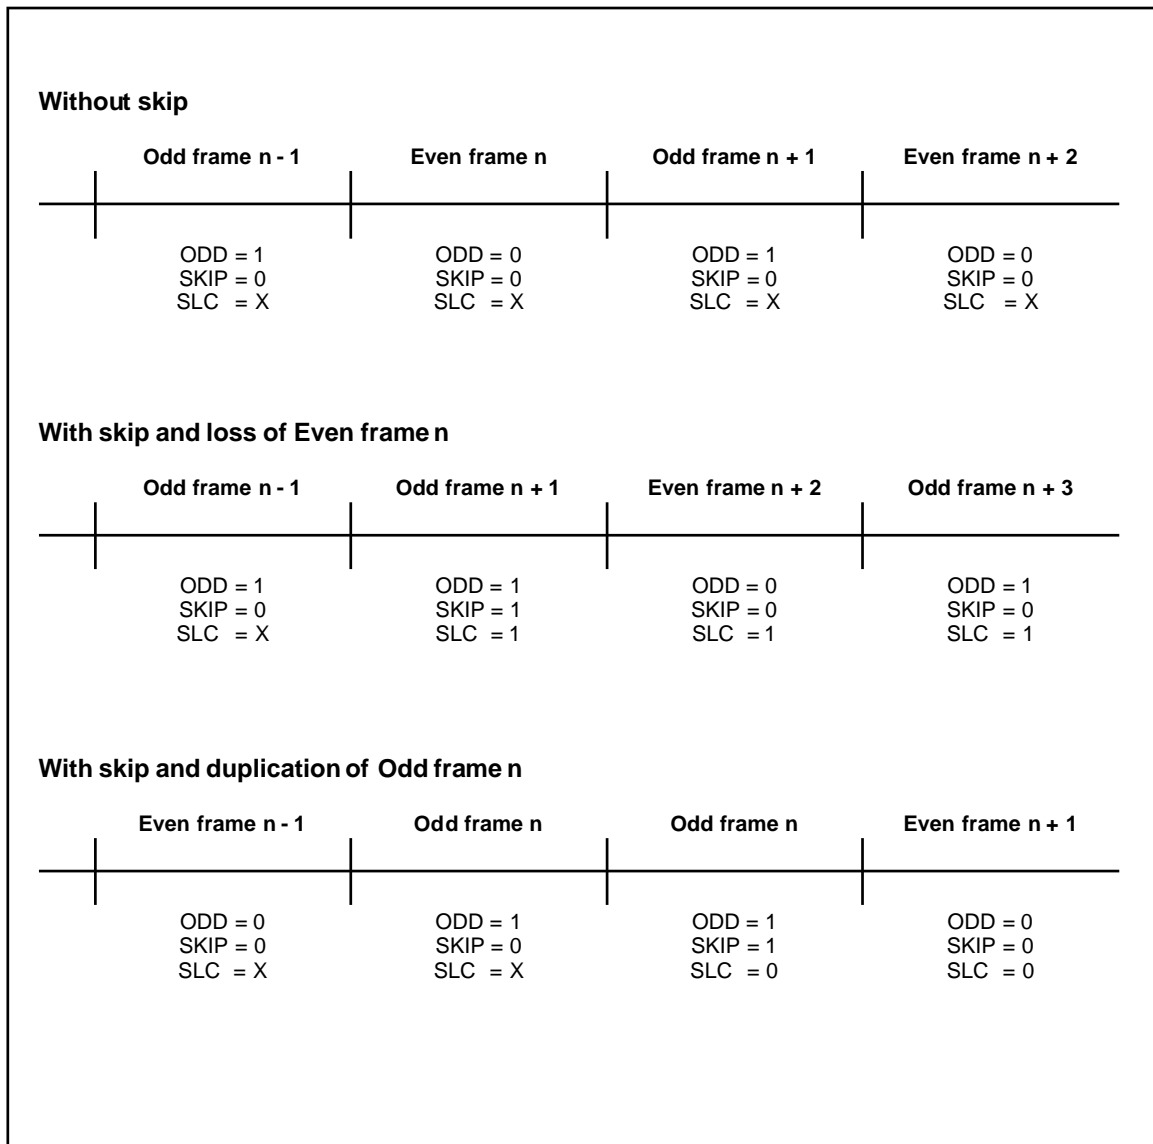 Without skip
Odd frame n - 1 Even frame n Odd frame n + 1 Even frame n + 2
ODD = 1 ODD = 0 ODD = 1 ODD = 0
SKIP = 0 SKIP = 0 SKIP = 0 SKIP = 0
SLC = X SLC = X SLC = X SLC = X
With skip and loss of Even frame n
Odd frame n - 1 Odd frame n + 1 Even frame n + 2 Odd frame n + 3
ODD = 1 ODD = 1 ODD = 0 ODD = 1
SKIP = 0 SKIP = 1 SKIP = 0 SKIP = 0
SLC = X SLC = 1 SLC = 1 SLC = 1
With skip and duplication of Odd frame n
Even frame n - 1 Odd frame n Odd frame n Even frame n + 1
ODD = 0 ODD = 1 ODD = 1 ODD = 0
SKIP = 0 SKIP = 0 SKIP = 1 SKIP = 0
SLC = X SLC = X SLC = 0 SLC = 0